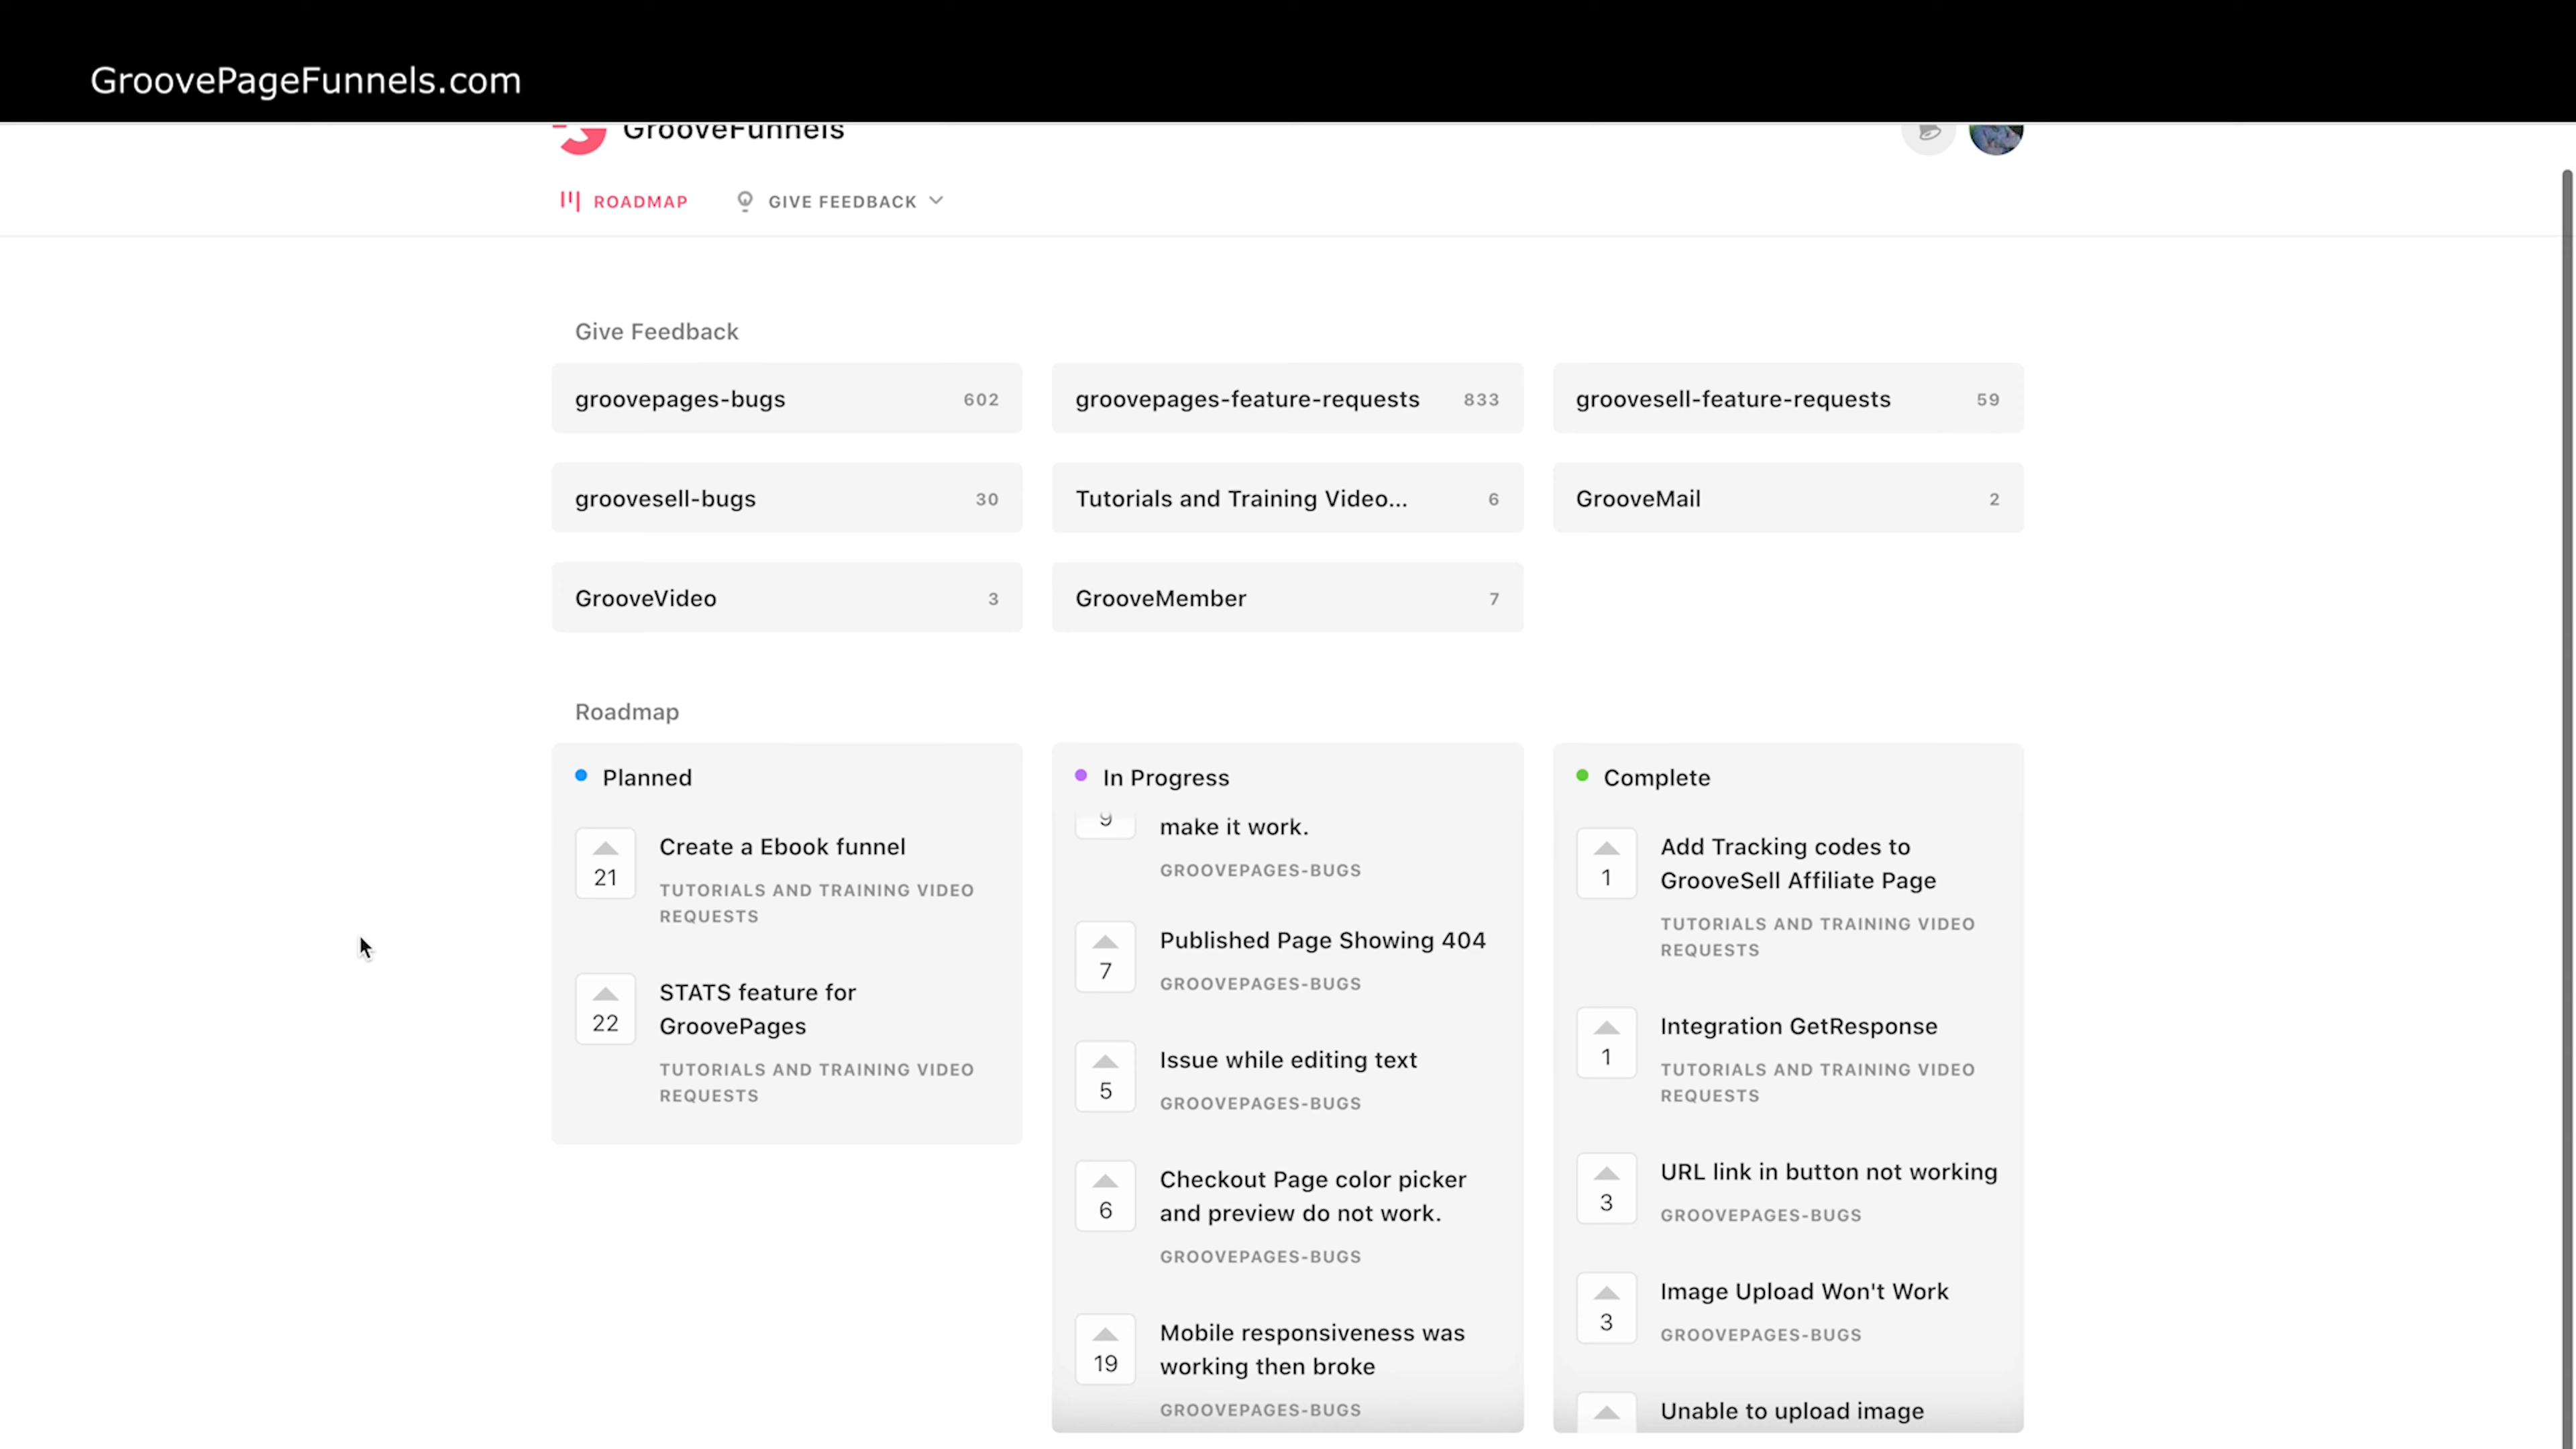 GroovePageFunnels.com
GrooveFunnels
ROADMAP
GIVE FEEDBACK
Give Feedback
groovepages-bugs 602
groovepages-feature-requests 833
groovesell-feature-requests 59
groovesell-bugs 30
Tutorials and Training Video... 6
GrooveMail 2
GrooveVideo 3
GrooveMember 7
Roadmap
Planned
21
Create a Ebook funnel
TUTORIALS AND TRAINING VIDEO
REQUESTS
22
STATS feature for
GroovePages
TUTORIALS AND TRAINING VIDEO
REQUESTS
In Progress
9
make it work.
GROOVEPAGES-BUGS
7
Published Page Showing 404
GROOVEPAGES-BUGS
5
Issue while editing text
GROOVEPAGES-BUGS
6
Checkout Page color picker
and preview do not work.
GROOVEPAGES-BUGS
19
Mobile responsiveness was
working then broke
GROOVEPAGES-BUGS
Complete
1
Add Tracking codes to
GrooveSell Affiliate Page
TUTORIALS AND TRAINING VIDEO
REQUESTS
1
Integration GetResponse
TUTORIALS AND TRAINING VIDEO
REQUESTS
3
URL link in button not working
GROOVEPAGES-BUGS
3
Image Upload Won't Work
GROOVEPAGES-BUGS
Unable to upload image